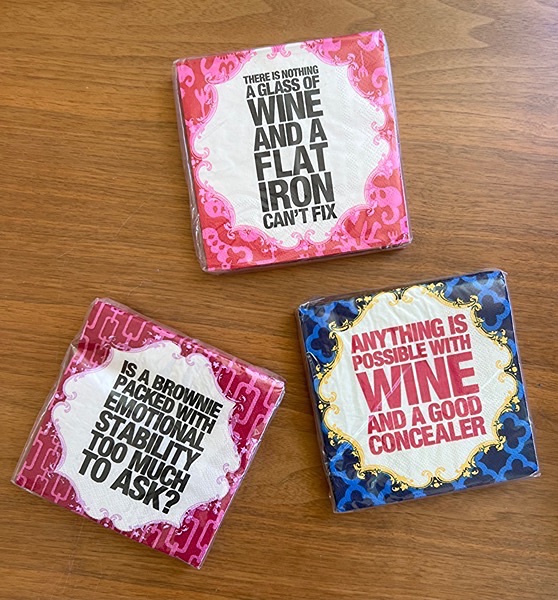 THERE IS NOTHING
A GLASS OF
WINE
AND A
FLAT
IRON
CAN'T FIX
IS A BROWNIE
PACKED WITH
EMOTIONAL
STABILITY
TOO MUCH
TO ASK?
ANYTHING IS
POSSIBLE WITH
WINE
AND A GOOD
CONCEALER